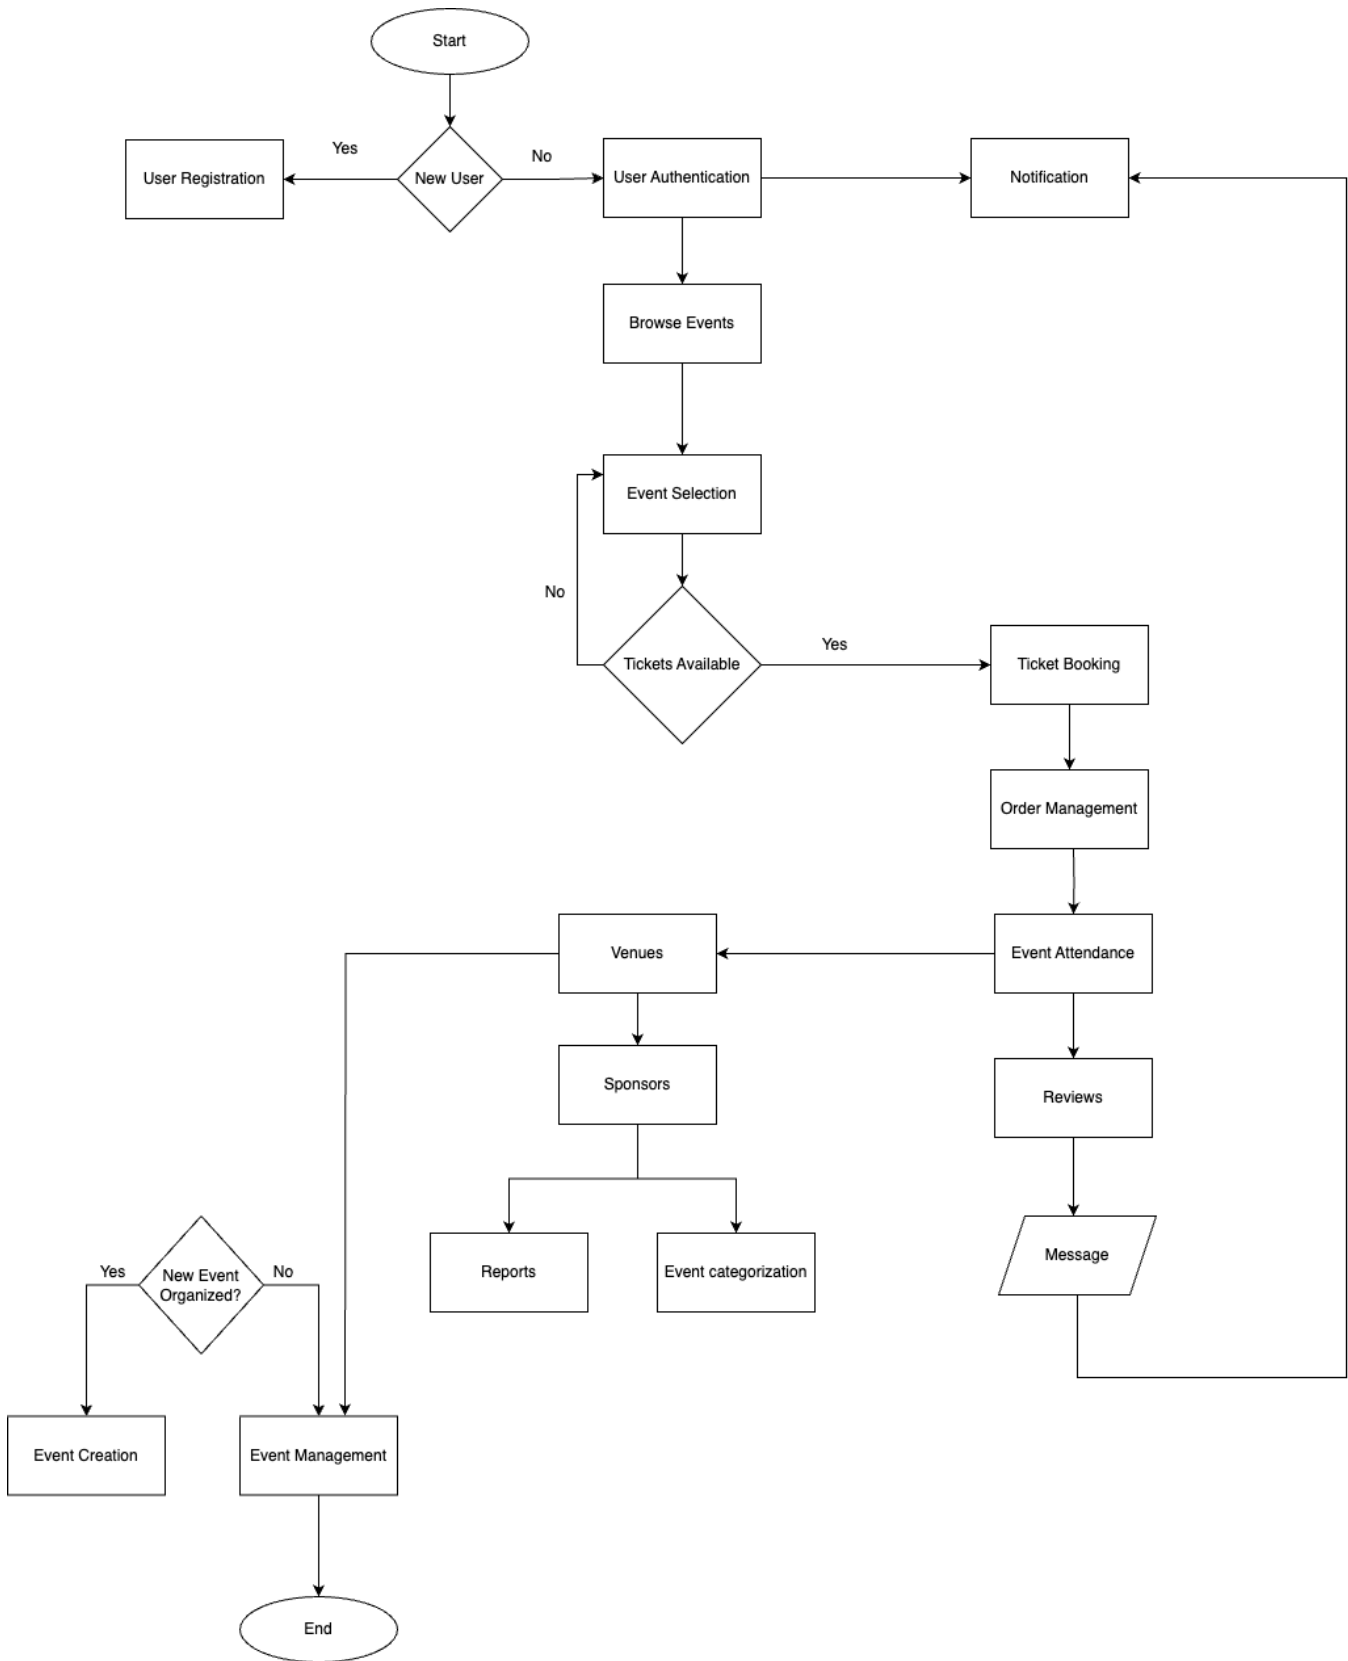 Start
Yes
No
User Registration
New User
User Authentication
Notification
Browse Events
Event Selection
No
Yes
Tickets Available
Ticket Booking
Order Management
Venues
Event Attendance
Sponsors
Reviews
Message
Yes
New Event
Organized?
No
Reports
Event categorization
Event Creation
Event Management
End